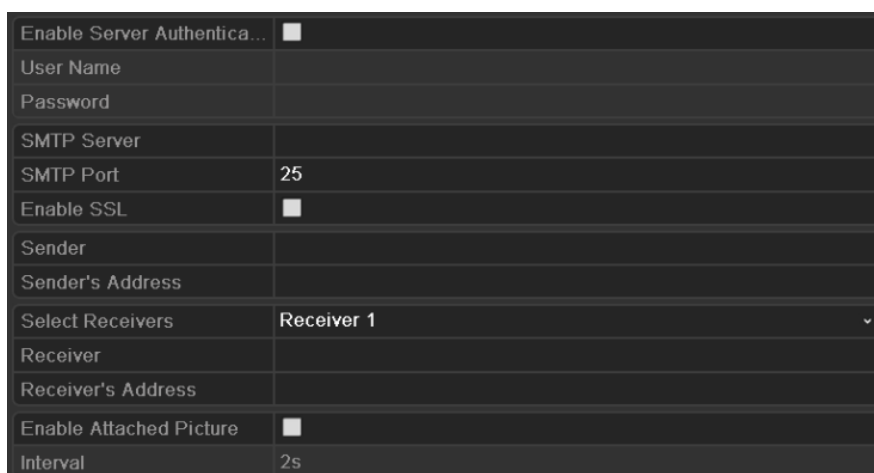 Enable Server Authentica...
User Name
Password
SMTP Server
SMTP Port 25
Enable SSL
Sender
Sender's Address
Select Receivers Receiver 1
Receiver
Receiver's Address
Enable Attached Picture
Interval 2s